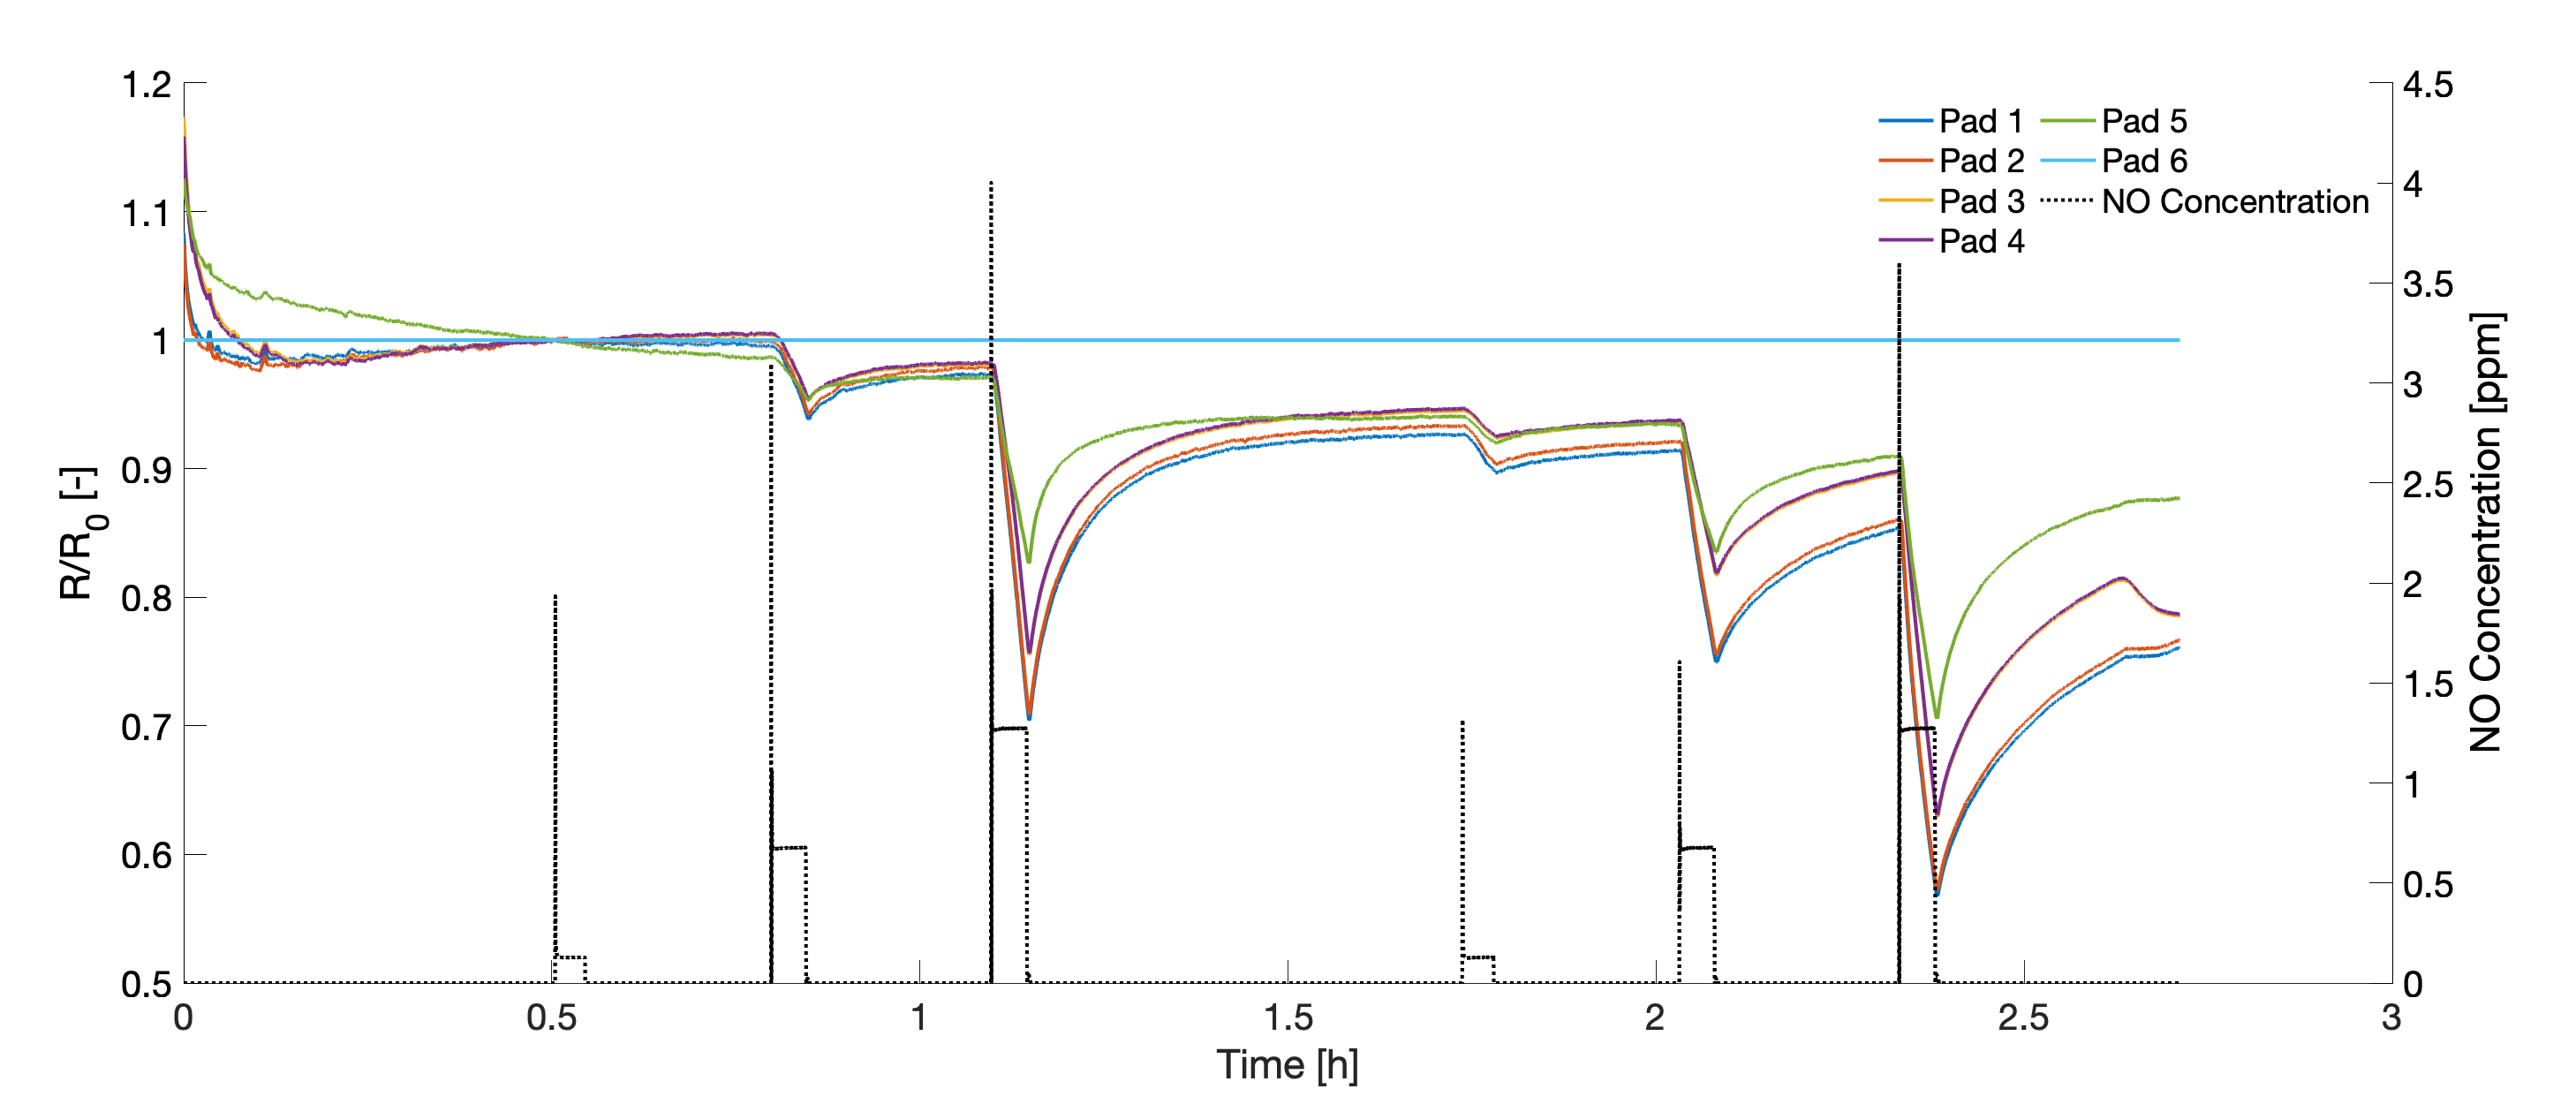 1.2
1.1
1
0.9
0.8
0.7
0.6
0.5
R/R0 [-]
0
0.5
1
1.5
2
2.5
3
Time [h]
4.5
4
3.5
3
2.5
2
1.5
1
0.5
0
NO Concentration [ppm]
Pad 1
Pad 2
Pad 3
Pad 4
Pad 5
Pad 6
NO Concentration